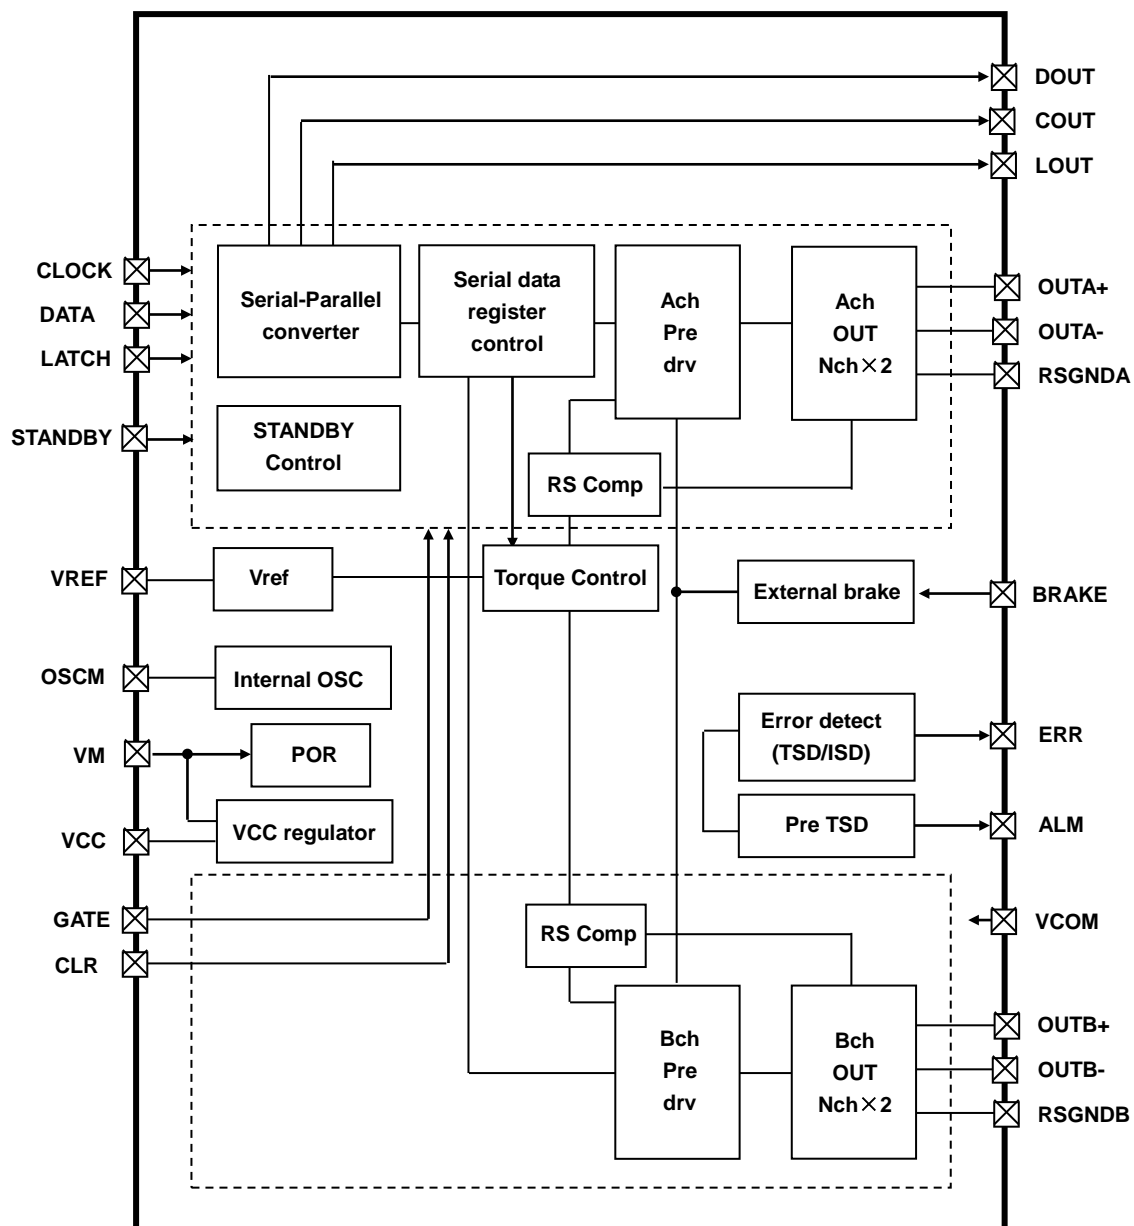 DOUT
COUT
LOUT
CLOCK
DATA
LATCH
STANDBY
Serial-Parallel
converter
Serial data
register
control
Ach
Pre
drv
Ach
OUT
Nch×2
OUTA+
OUTA-
RSGNDA
STANDBY
Control
RS Comp
VREF
Vref
Torque Control
External brake
BRAKE
OSCM
Internal OSC
VM
POR
Error detect
(TSD/ISD)
ERR
VCC
VCC regulator
Pre TSD
ALM
GATE
CLR
RS Comp
VCOM
Bch
Pre
drv
Bch
OUT
Nch×2
OUTB+
OUTB-
RSGNDB